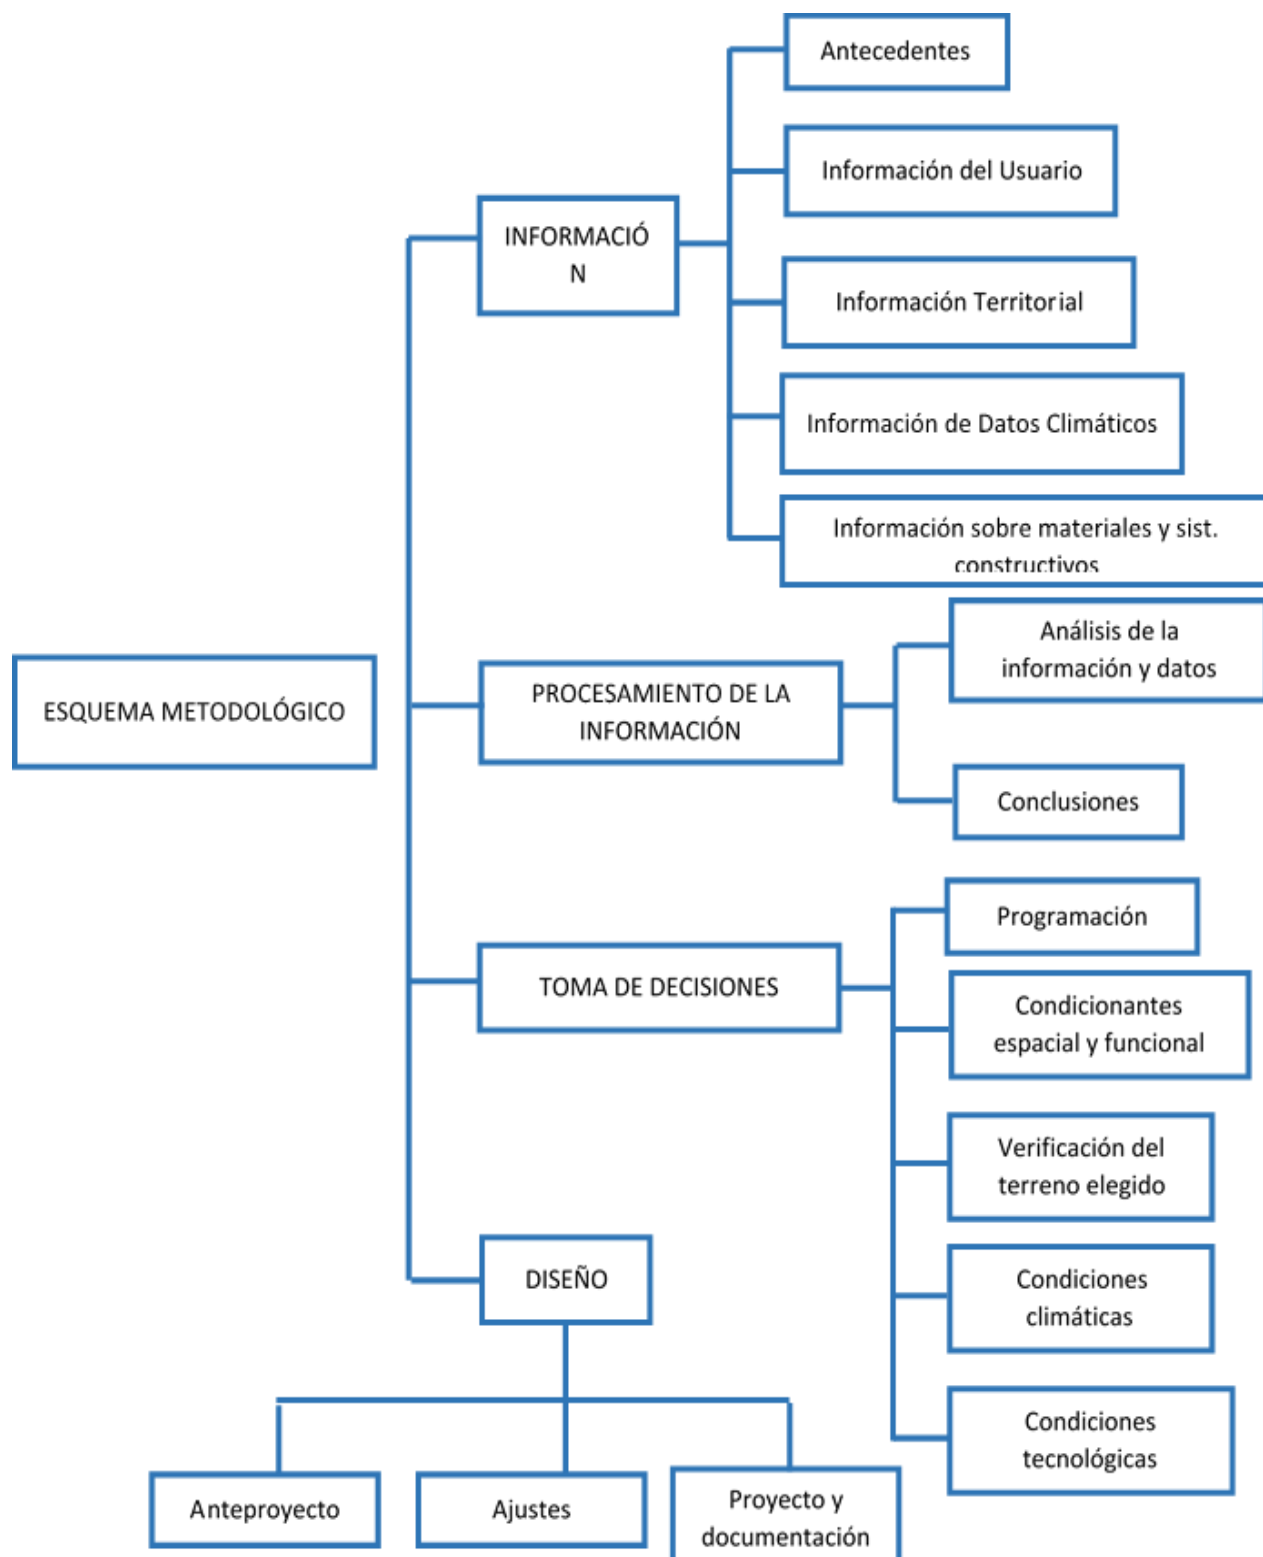 Antecedentes
Información del Usuario
INFORMACIÓ
N
Información Territorial
Información de Datos Climáticos
Información sobre materiales y sist.
constructivos
ESQUEMA METODOLÓGICO
PROCESAMIENTO DE LA
INFORMACIÓN
Análisis de la
información y datos
Conclusiones
TOMA DE DECISIONES
Programación
Condicionantes
espacial y funcional
Verificación del
terreno elegido
Condiciones
climáticas
Condiciones
tecnológicas
DISEÑO
Anteproyecto
Ajustes
Proyecto y
documentación